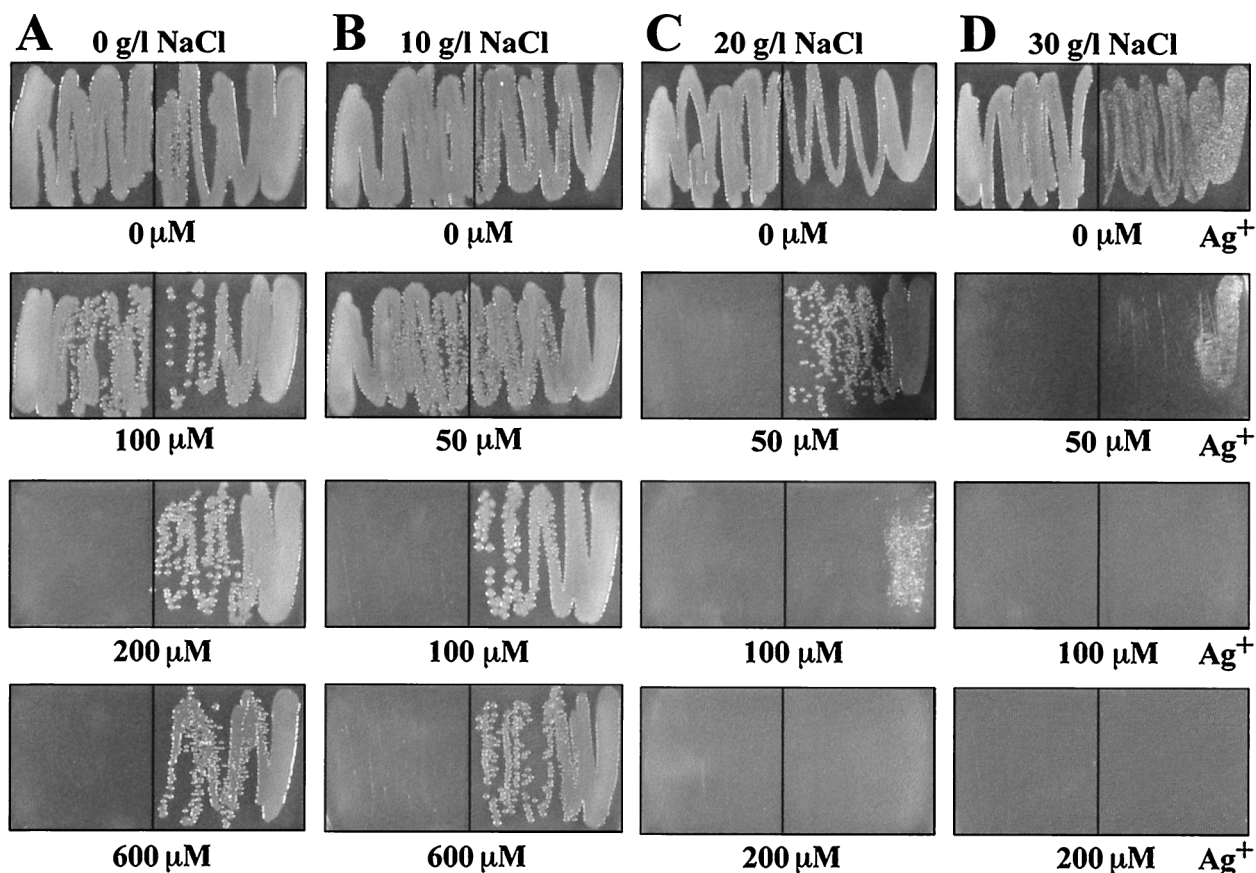 A B C D
0 g/l NaCl 10 g/l NaCl 20 g/l NaCl 30 g/l NaCl
0 μM 0 μM 0 μM 0 μM Ag+
100 μM 50 μM 50 μM 50 μM Ag+
200 μM 100 μM 100 μM 100 μM Ag+
600 μM 600 μM 200 μM 200 μM Ag+